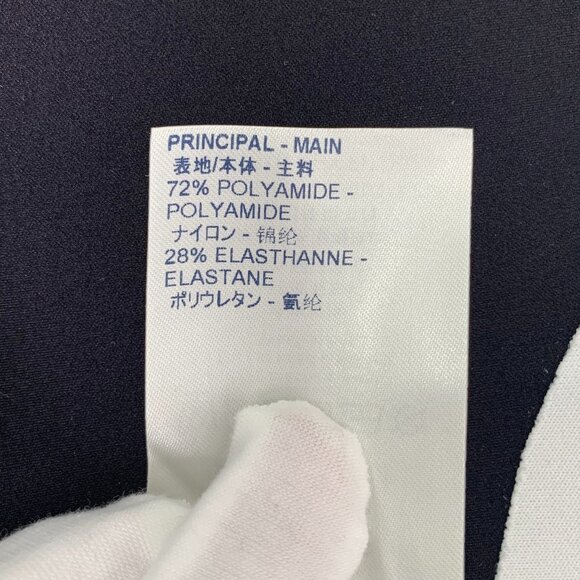 PRINCIPAL - MAIN
表地/本体 - 主料
72% POLYAMIDE -
POLYAMIDE
ナイロン - 锦纶
28% ELASTHANNE -
ELASTANE
ポリウレタン - 氨纶